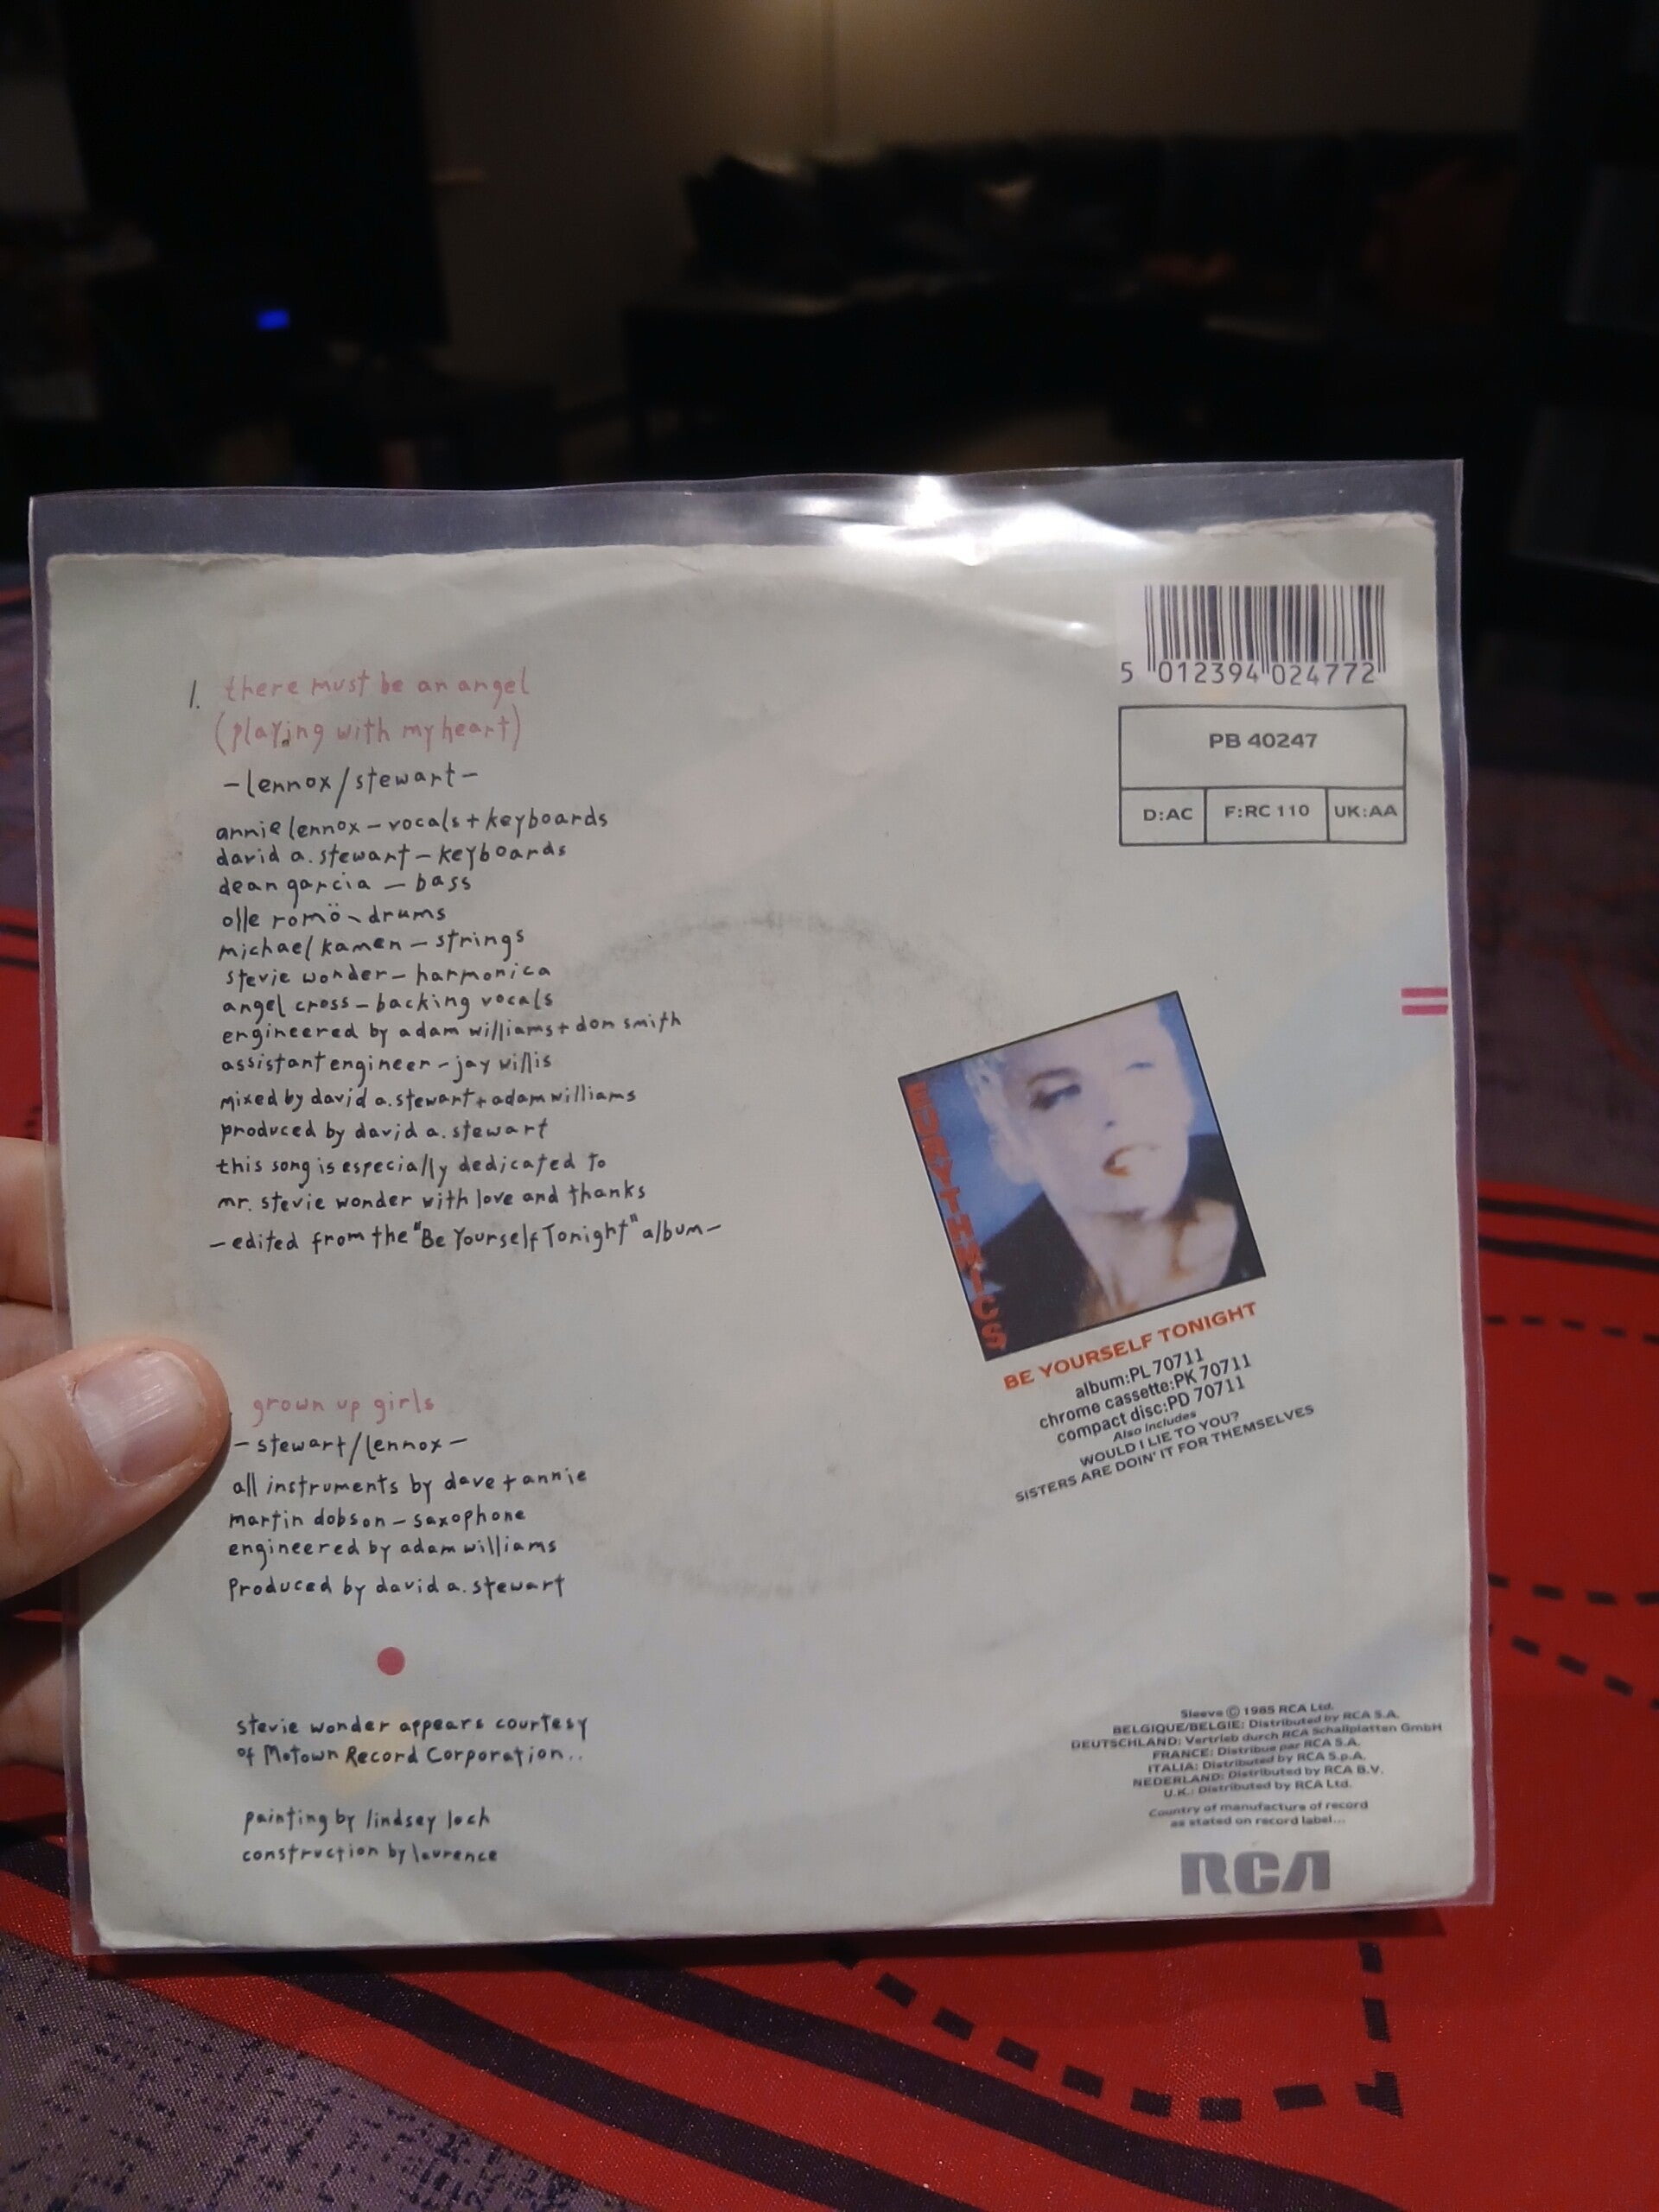 1. there must be an angel
(playing with my heart)
-lennox/stewart-
annie lennox - vocals + keyboards
david a. stewart - keyboards
dean garcia - bass
olle romö - drums
michael kamen - strings
stevie wonder - harmonica
angel cross - backing vocals
engineered by adam williams + don smith
assistant engineer - jay willis
mixed by david a. stewart + adam williams
produced by david a. stewart
this song is especially dedicated to
mr. stevie wonder with love and thanks
-edited from the "Be Yourself Tonight" album-
grown up girls
-stewart/lennox-
all instruments by dave + annie
martin dobson - saxophone
engineered by adam williams
produced by david a. stewart
stevie wonder appears courtesy
of Motown Record Corporation..
painting by lindsey loch
construction by laurence
5 012394 024772
PB 40247
D:AC F:RC 110 UK:AA
EURYTHMICS
BE YOURSELF TONIGHT
album:PL 70711
chrome cassette:PK 70711
compact disc:PD 70711
Also includes
WOULD I LIE TO YOU?
SISTERS ARE DOIN' IT FOR THEMSELVES
Sleeve © 1985 RCA Ltd.
BELGIQUE/BELGIE: Distributed by RCA S.A.
DEUTSCHLAND: Vertrieb durch RCA Schallplatten GmbH
FRANCE: Distribue par RCA S.A.
ITALIA: Distributed by RCA S.p.A.
NEDERLAND: Distributed by RCA B.V.
U.K.: Distributed by RCA Ltd.
Country of manufacture of record
as stated on record label...
RCA